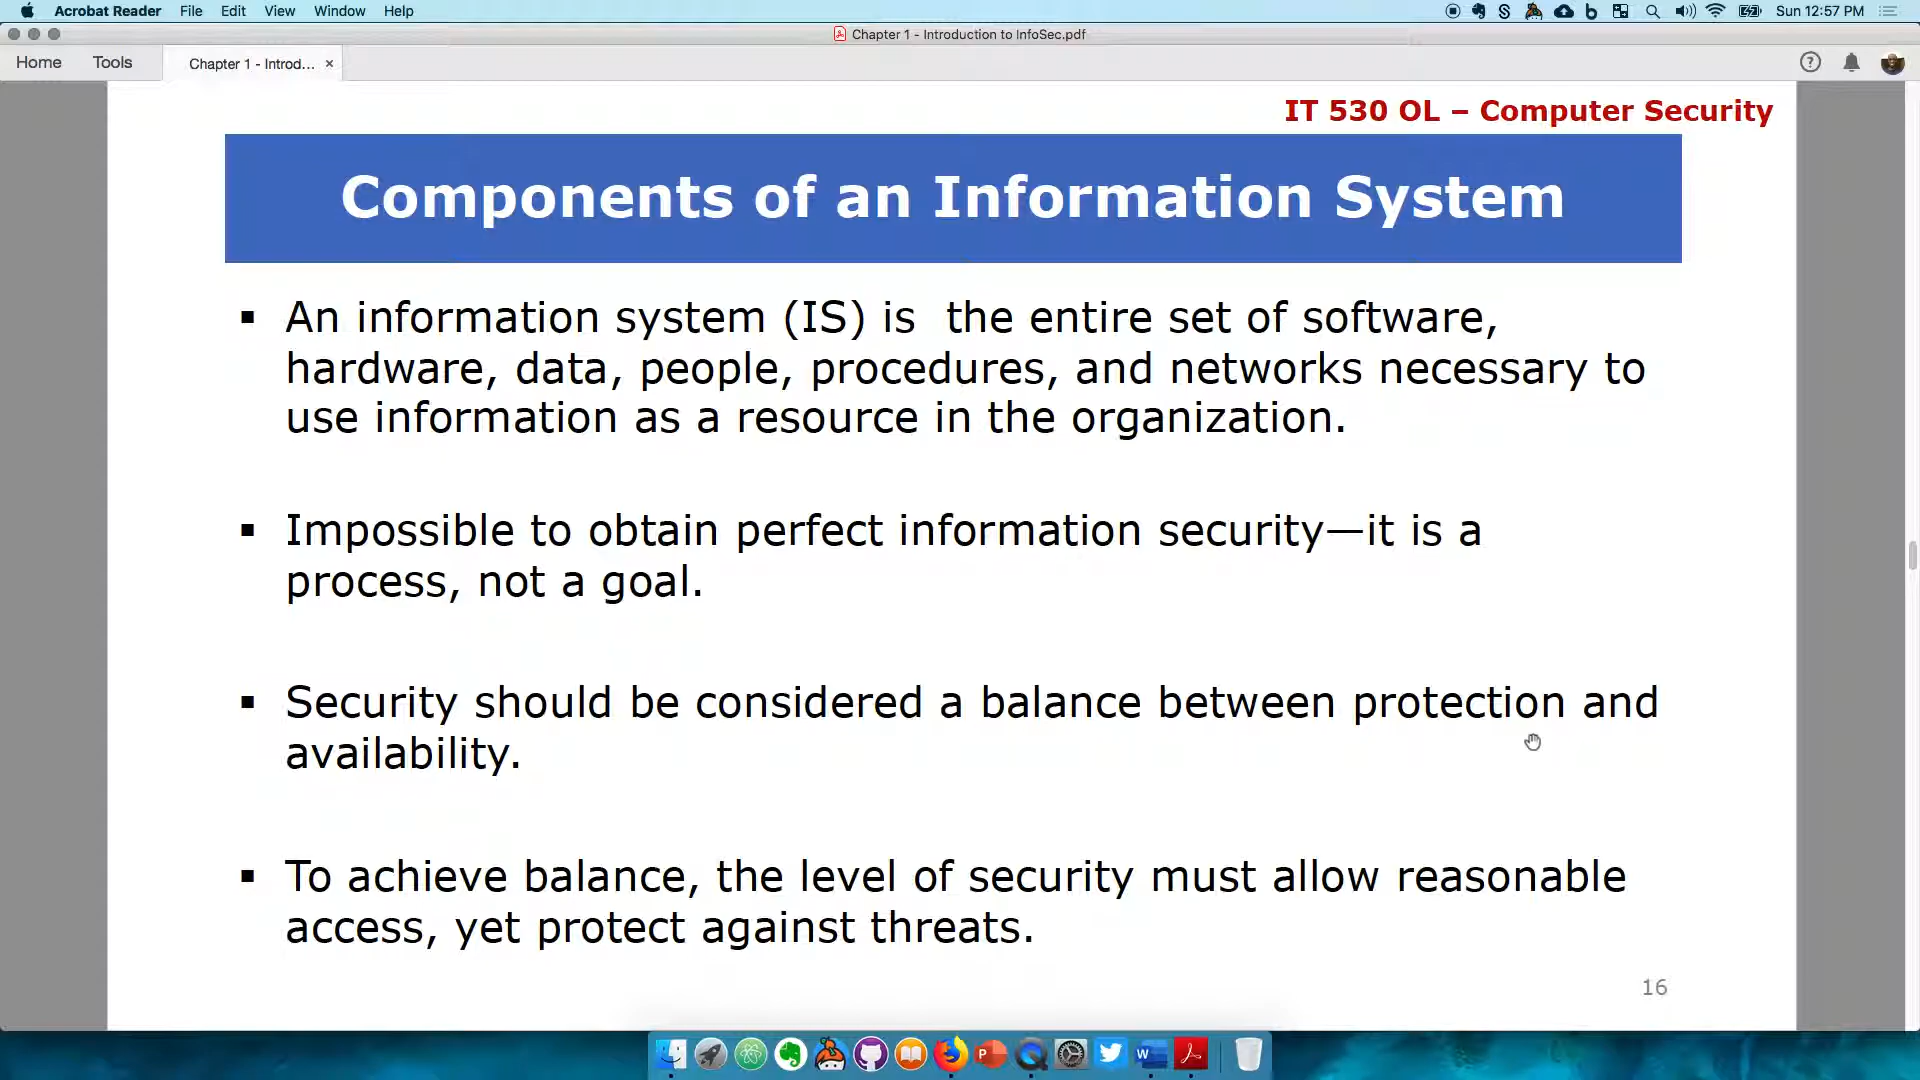 Acrobat Reader File Edit View Window Help Sun 12:57 PM
Chapter 1 - Introduction to InfoSec.pdf
Home Tools Chapter 1 - Introd... ×
IT 530 OL – Computer Security
Components of an Information System
▪ An information system (IS) is the entire set of software,
hardware, data, people, procedures, and networks necessary to
use information as a resource in the organization.
▪ Impossible to obtain perfect information security—it is a
process, not a goal.
▪ Security should be considered a balance between protection and
availability.
▪ To achieve balance, the level of security must allow reasonable
access, yet protect against threats.
16